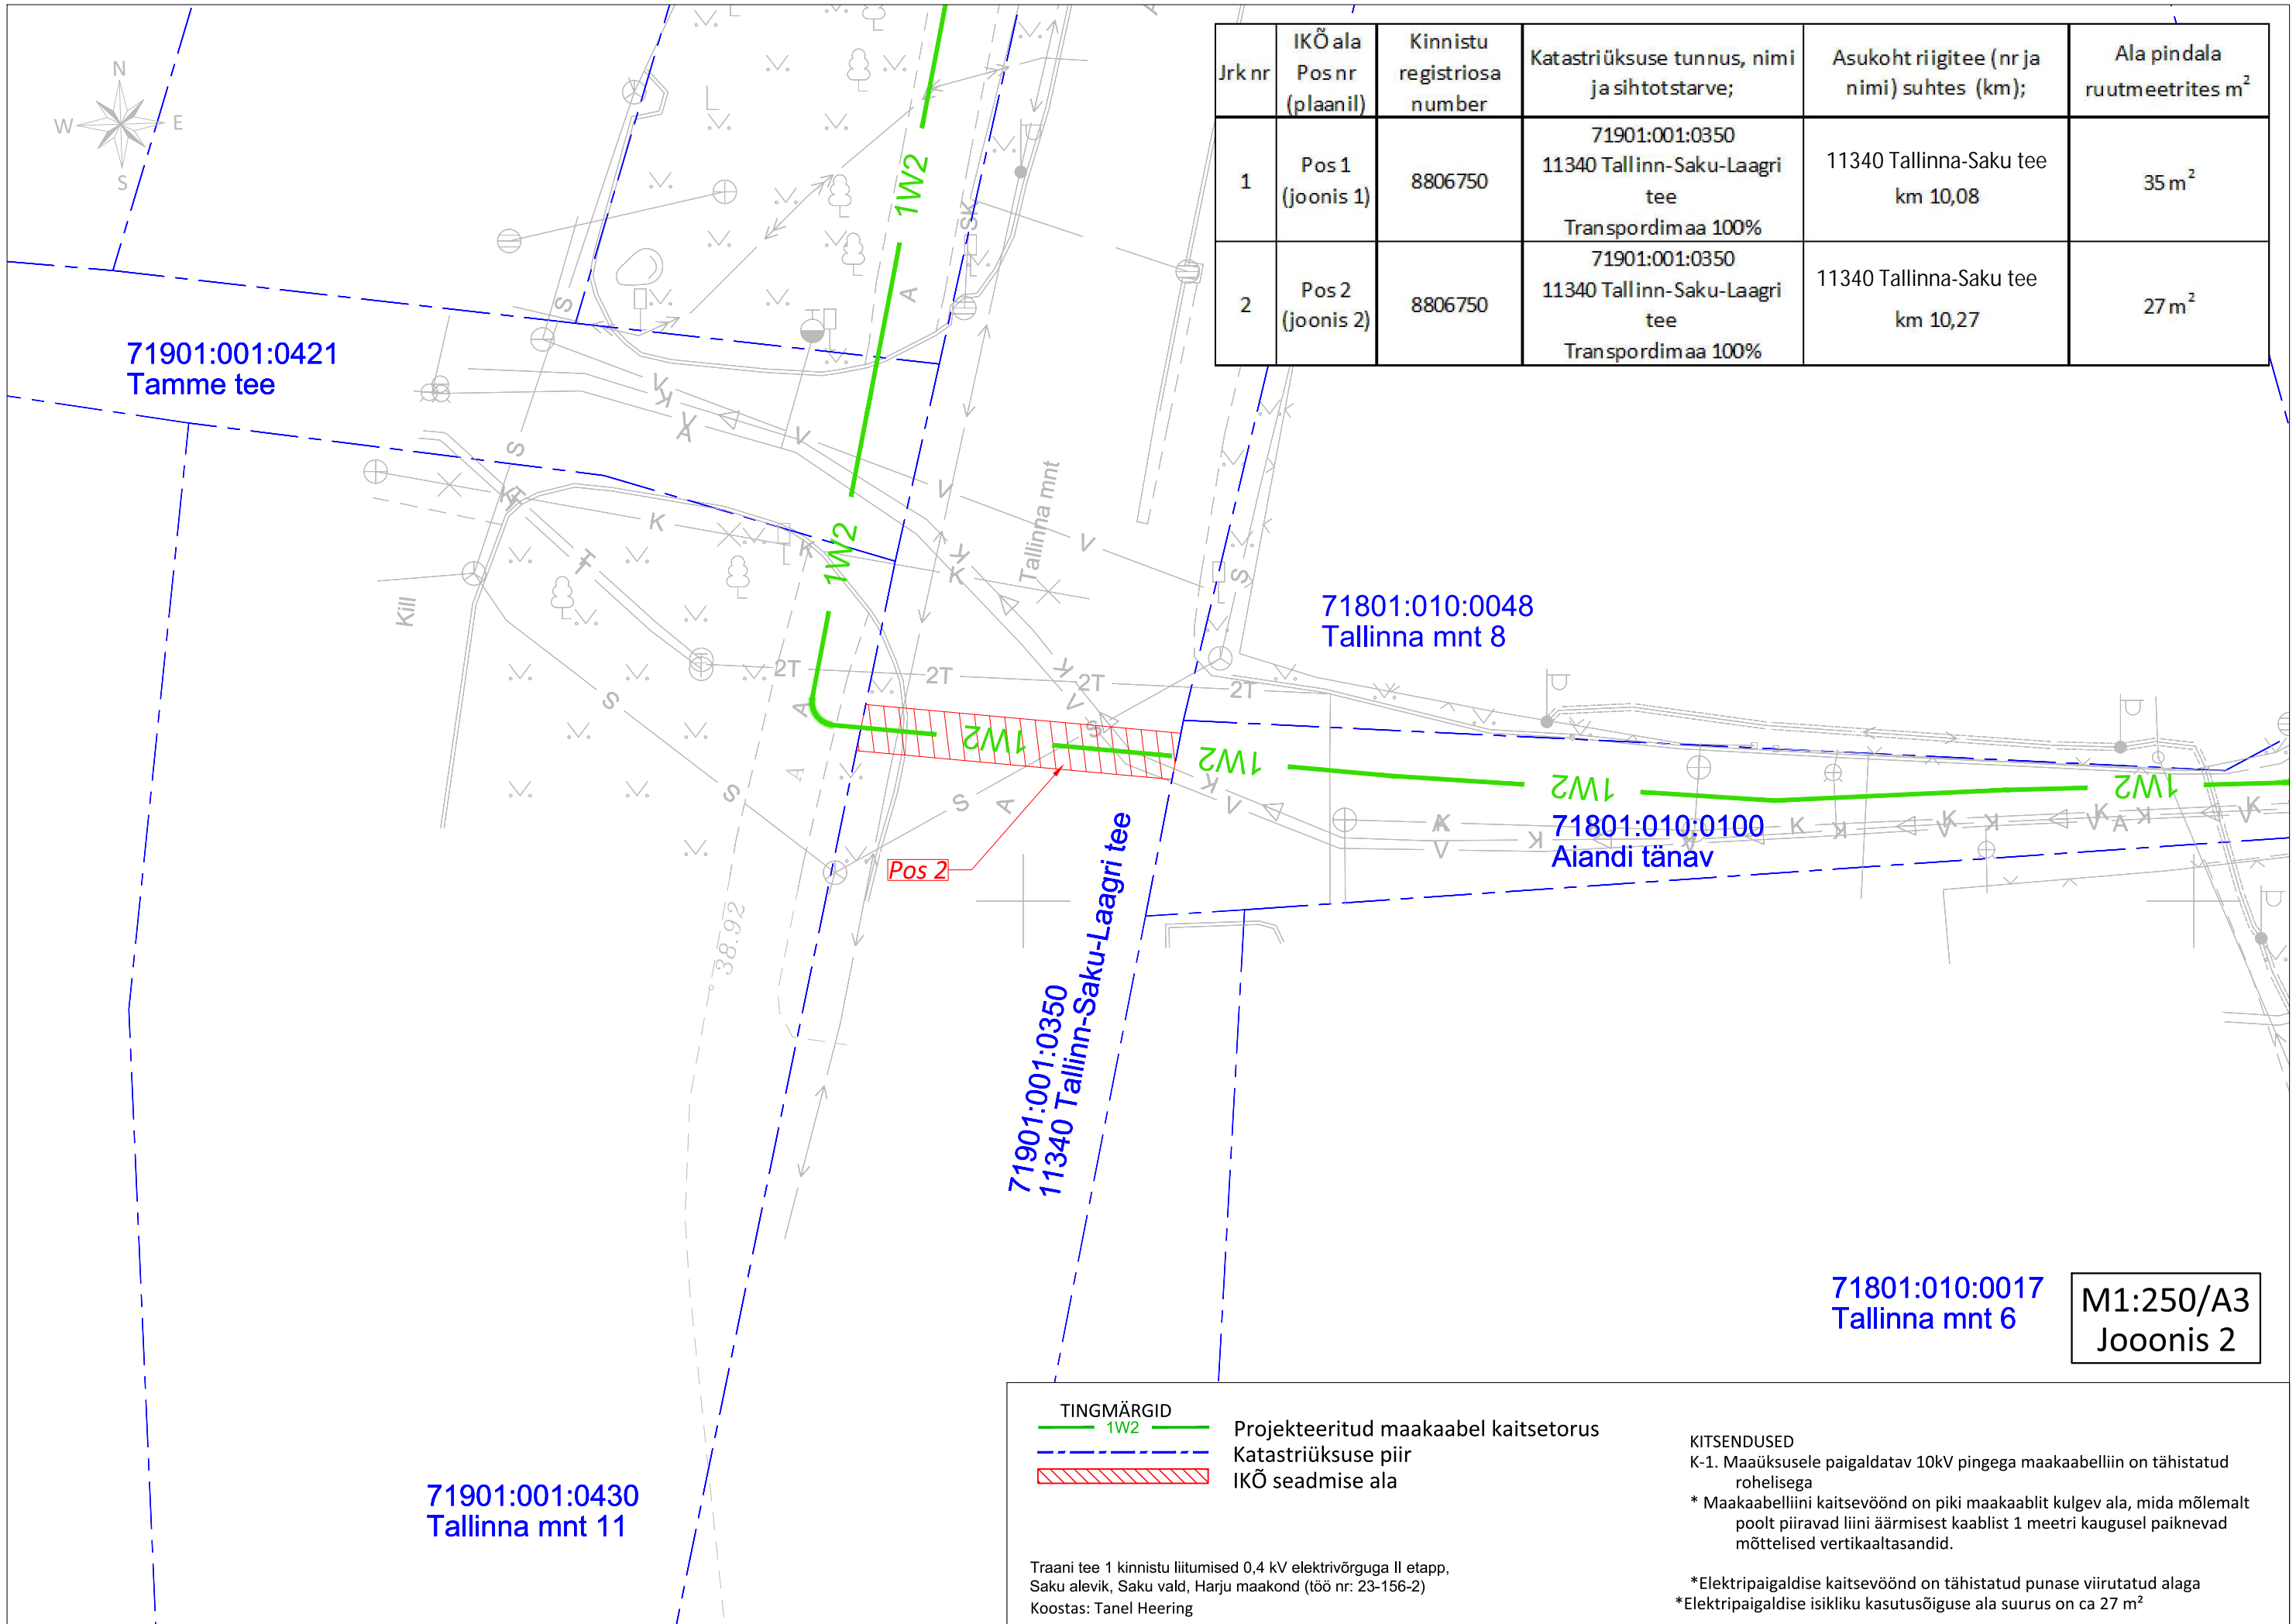 Jrk nr
IKÕ ala
Pos nr
(plaanil)
Kinnistu
registriosa
number
Katastriüksuse tunnus, nimi
ja sihtotstarve;
Asukoht riigitee (nr ja
nimi) suhtes (km);
Ala pindala
ruutmeetrites m²
1
Pos 1
(joonis 1)
8806750
71901:001:0350
11340 Tallinn-Saku-Laagri
tee
Transpordimaa 100%
11340 Tallinna-Saku tee
km 10,08
35 m²
2
Pos 2
(joonis 2)
8806750
71901:001:0350
11340 Tallinn-Saku-Laagri
tee
Transpordimaa 100%
11340 Tallinna-Saku tee
km 10,27
27 m²
N
W
E
S
1W2
SK
A
S
71901:001:0421
Tamme tee
V
K
V
A
V
S
V
Tallinna mnt
V
K
1W2
K
K
S
Kill
71801:010:0048
Tallinna mnt 8
2T
2T
2T
2T
S
A
V
S
1W2
1W2
1W2
1W2
A
S
S
A
K
V
71801:010:0100
Aiandi tänav
Pos 2
38.92
71901:001:0350
11340 Tallinn-Saku-Laagri tee
71801:010:0017
Tallinna mnt 6
M1:250/A3
Jooonis 2
71901:001:0430
Tallinna mnt 11
TINGMÄRGID
1W2
Projekteeritud maakaabel kaitsetorus
Katastriüksuse piir
IKÕ seadmise ala
Traani tee 1 kinnistu liitumised 0,4 kV elektrivõrguga II etapp,
Saku alevik, Saku vald, Harju maakond (töö nr: 23-156-2)
Koostas: Tanel Heering
KITSENDUSED
K-1. Maaüksusele paigaldatav 10kV pingega maakaabelliin on tähistatud
rohelisega
* Maakaabelliini kaitsevöönd on piki maakaablit kulgev ala, mida mõlemalt
poolt piiravad liini äärmisest kaablist 1 meetri kaugusel paiknevad
mõttelised vertikaaltasandid.
*Elektripaigaldise kaitsevöönd on tähistatud punase viirutatud alaga
*Elektripaigaldise isikliku kasutusõiguse ala suurus on ca 27 m²